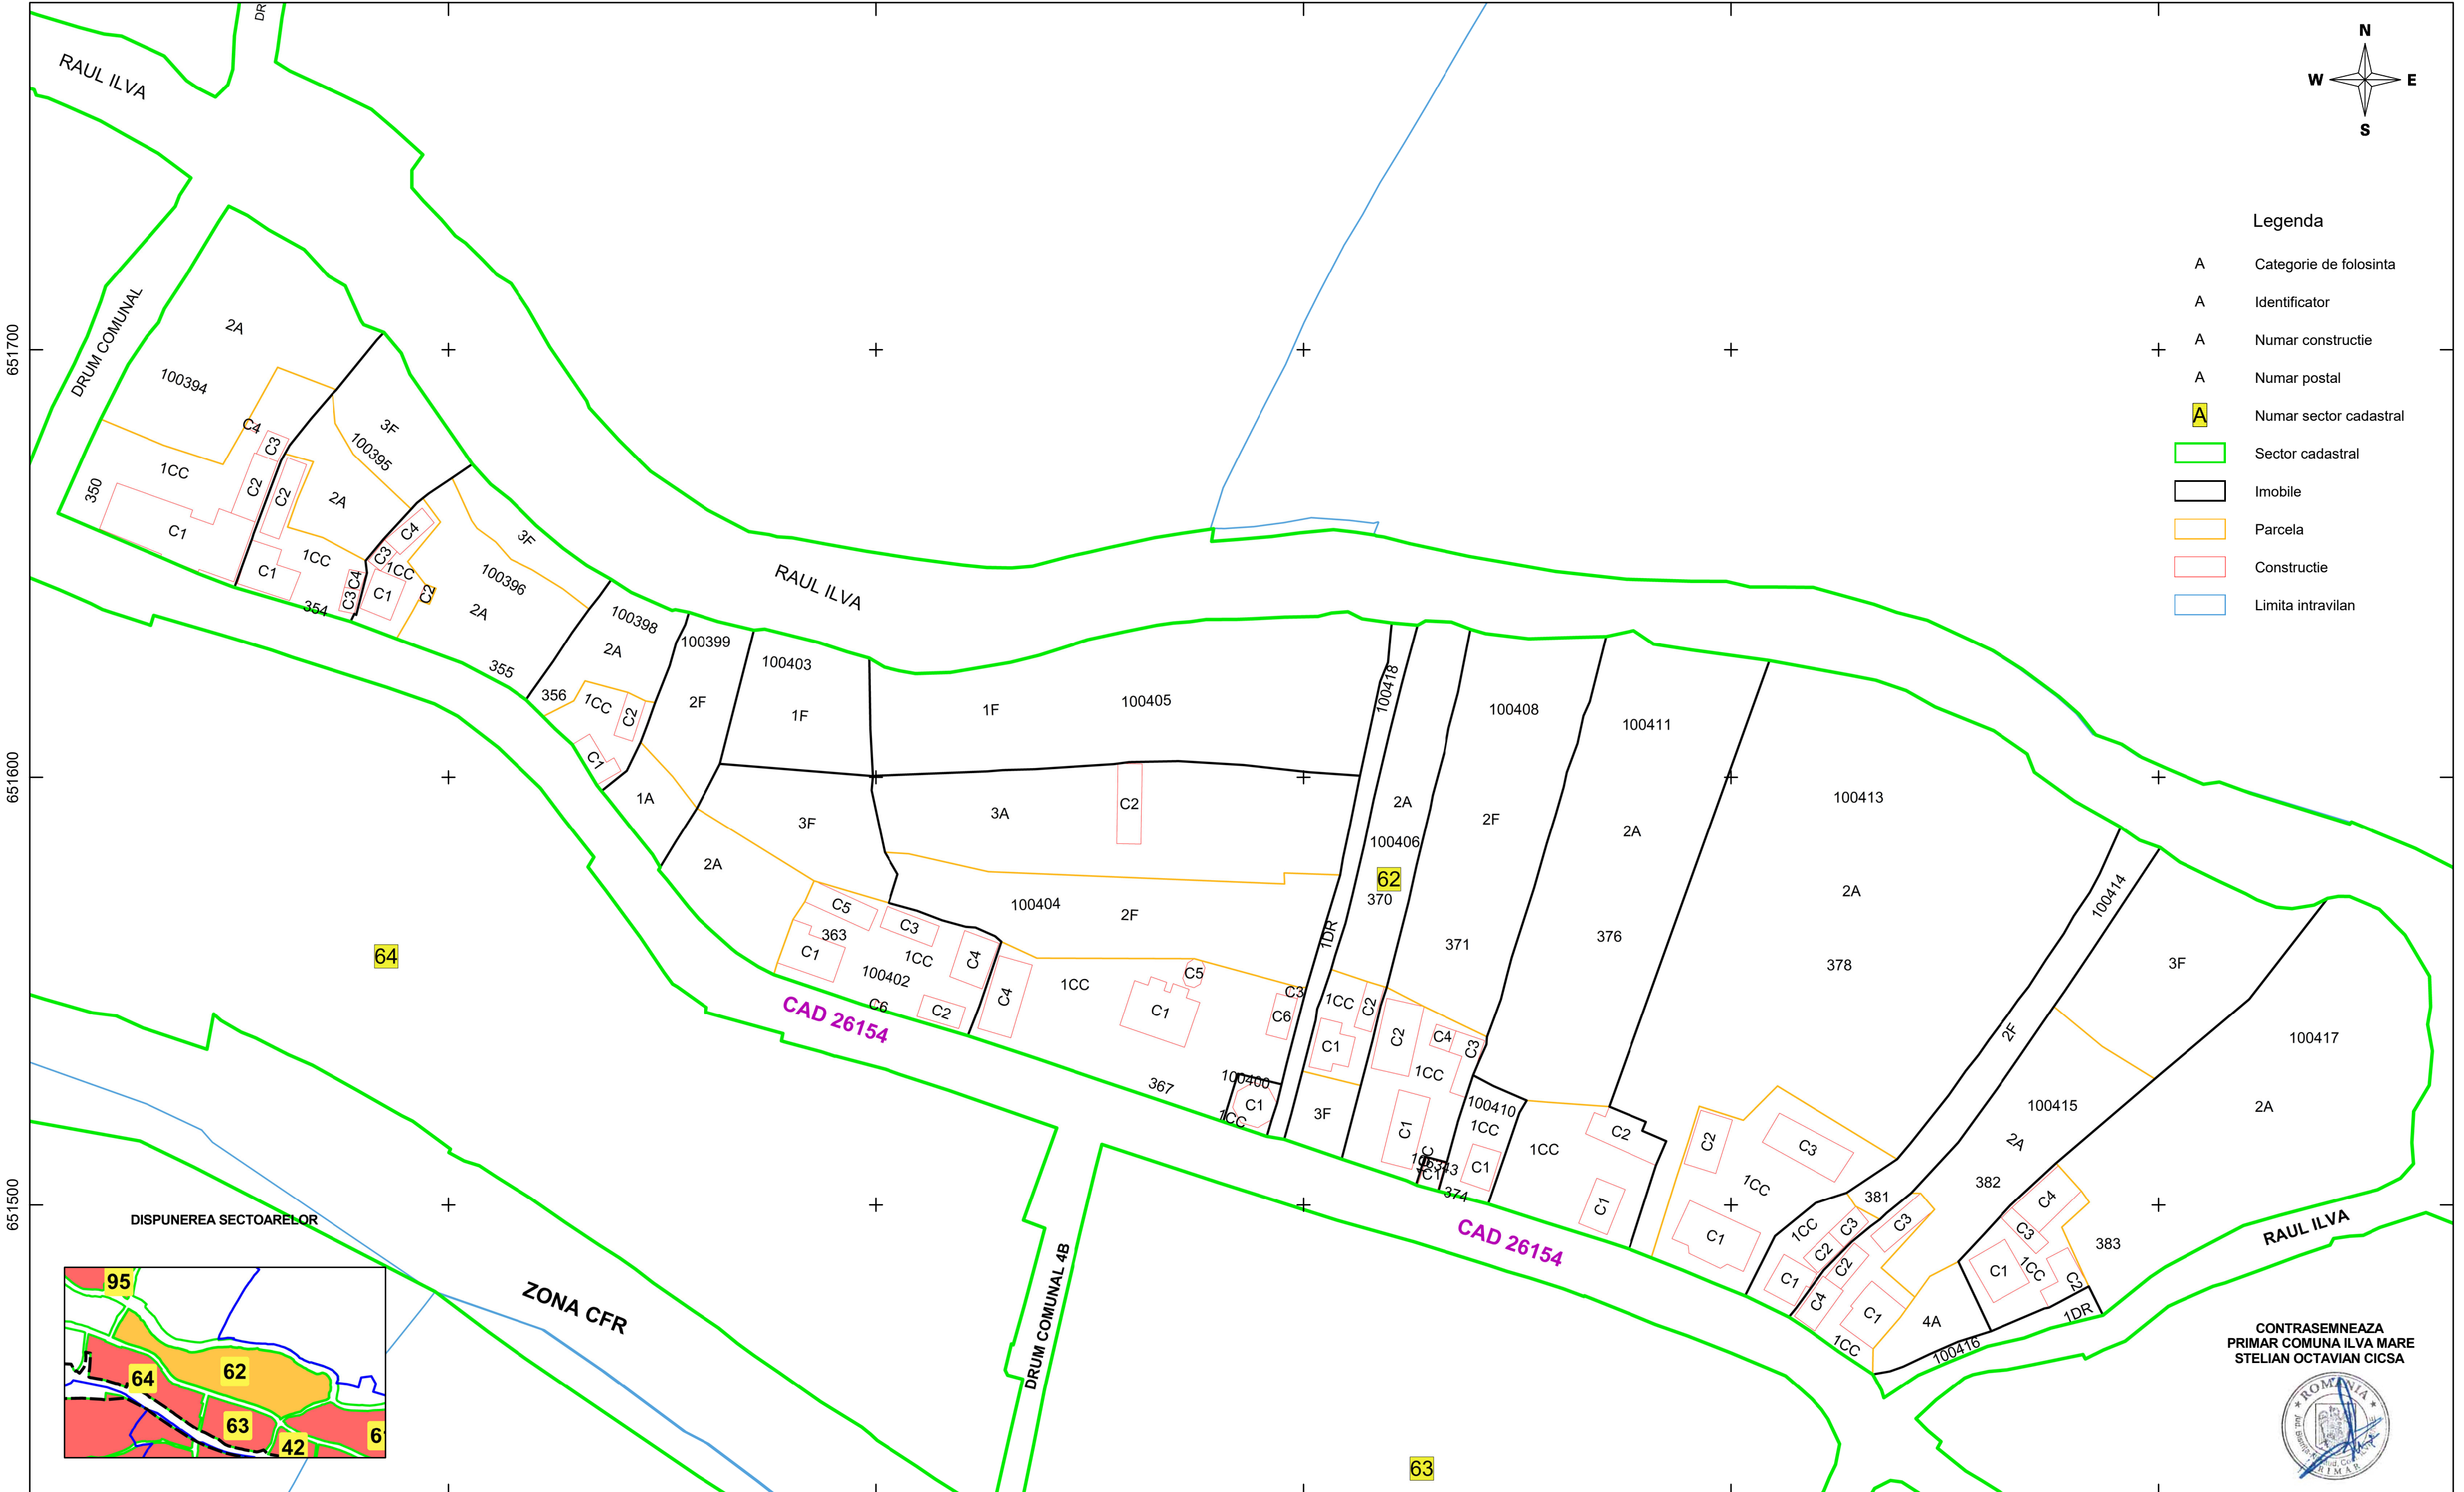 DR
RAUL ILVA
N
W E
S
Legenda
A Categorie de folosinta
A Identificator
A Numar constructie
A Numar postal
A Numar sector cadastral
Sector cadastral
Imobile
Parcela
Constructie
Limita intravilan
651700
651600
651500
DRUM COMUNAL
2A
100394
C4
C3
1CC
350
C2
C1
3F
100395
2A
C2
1CC
C1
354
C3
C4
C4
C3
1CC
C1
C2
3F
100396
2A
355
RAUL ILVA
100398
2A
356
1CC
C2
C1
100399
2F
1A
100403
1F
1F
100405
3F
2A
3A
C2
100404
2F
C5
363
C1
C3
1CC
C4
100402
C6
C2
CAD 26154
C4
1CC
C1
C5
C3
C6
367
100400
C1
1CC
100418
1DR
2A
100406
62
370
1CC
C2
C1
3F
100408
2F
371
C2
C4
C3
1CC
C1
C1
374
100410
1CC
C1
100411
2A
376
1CC
C2
C1
CAD 26154
100413
2A
378
C2
C3
1CC
C1
100414
2F
381
1CC
C3
C2
C1
3F
100415
2A
382
C3
C2
C4
C1
1CC
4A
100417
2A
383
C4
C3
C1
1CC
C2
1DR
100416
RAUL ILVA
64
63
DRUM COMUNAL 4B
ZONA CFR
DISPUNEREA SECTOARELOR
95
62
64
63
42
CONTRASEMNEAZA
PRIMAR COMUNA ILVA MARE
STELIAN OCTAVIAN CICSA
ROMANIA
PRIMAR